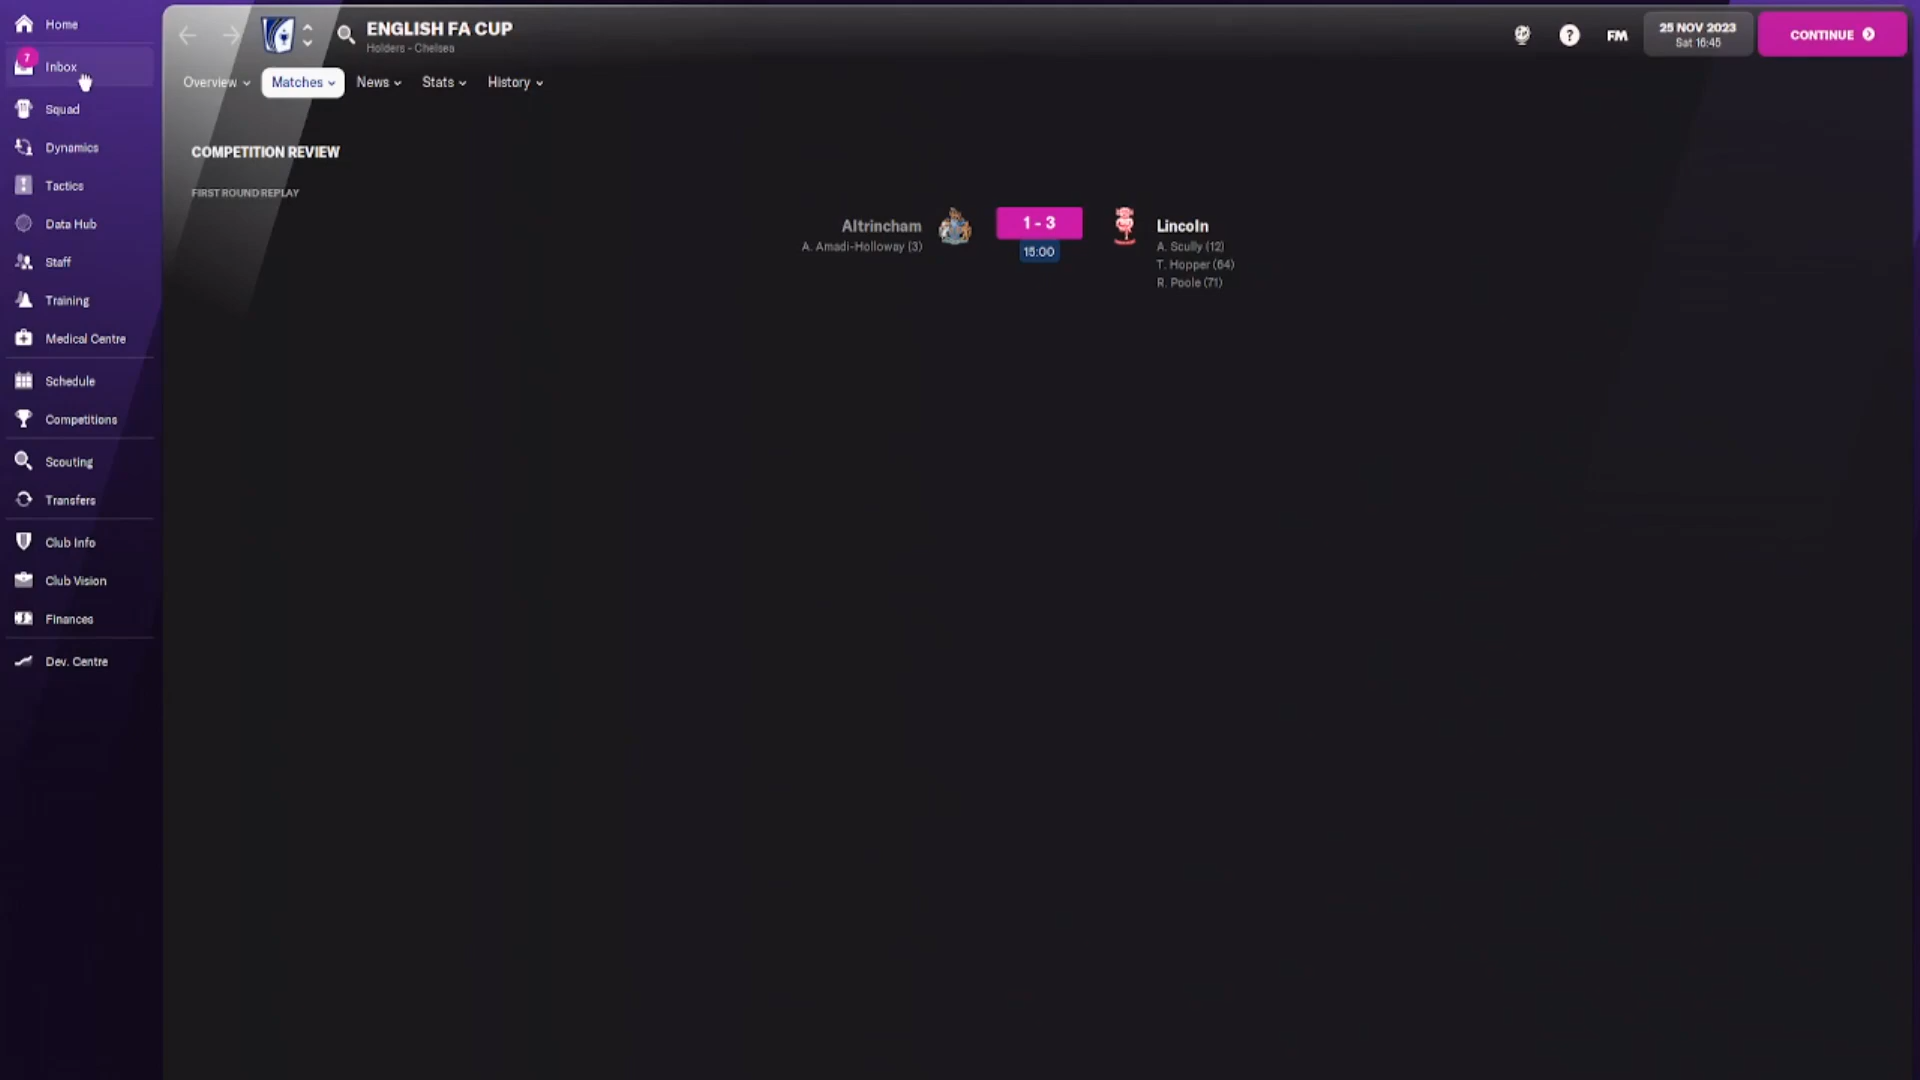 Home
7
Inbox
Squad
Dynamics
Tactics
Data Hub
Staff
Training
Medical Centre
Schedule
Competitions
Scouting
Transfers
Club Info
Club Vision
Finances
Dev. Centre
ENGLISH FA CUP
Holders - Chelsea
?
FM
25 NOV 2023
Sat 16:45
CONTINUE
Overview
Matches
News
Stats
History
COMPETITION REVIEW
FIRST ROUND REPLAY
Altrincham
A. Amadi-Holloway (3)
1 - 3
15:00
Lincoln
A. Scully (12)
T. Hopper (64)
R. Poole (71)